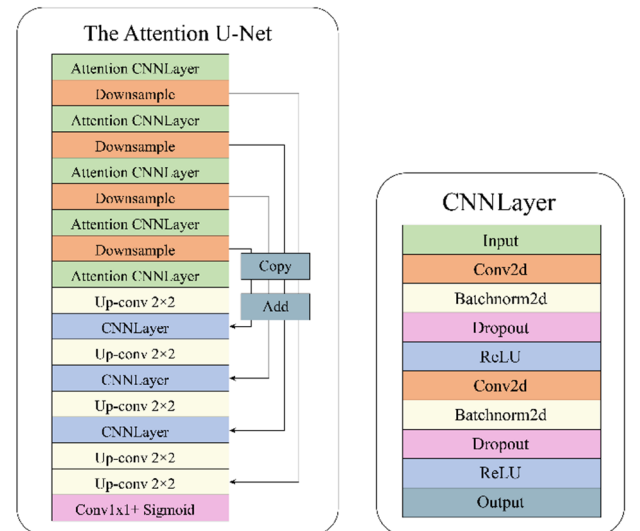 The Attention U-Net
Attention CNNLayer
Downsample
Attention CNNLayer
Downsample
Attention CNNLayer
Downsample
Attention CNNLayer
Downsample
Attention CNNLayer
Up-conv 2×2
CNNLayer
Up-conv 2×2
CNNLayer
Up-conv 2×2
CNNLayer
Up-conv 2×2
Up-conv 2×2
Conv1x1+ Sigmoid
Copy
Add
CNNLayer
Input
Conv2d
Batchnorm2d
Dropout
ReLU
Conv2d
Batchnorm2d
Dropout
ReLU
Output